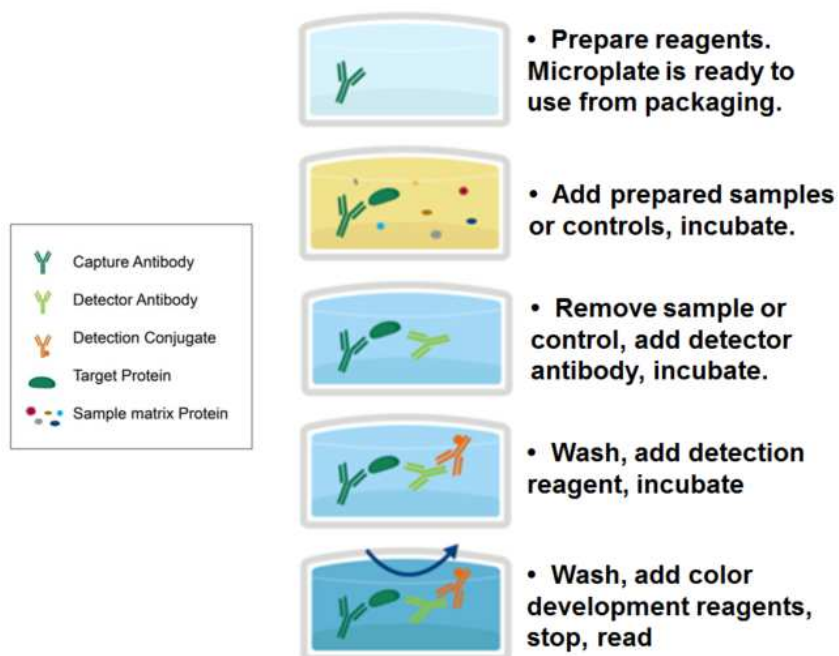 • Prepare reagents.
Microplate is ready to
use from packaging.
• Add prepared samples
or controls, incubate.
Capture Antibody
Detector Antibody
Detection Conjugate
Target Protein
Sample matrix Protein
• Remove sample or
control, add detector
antibody, incubate.
• Wash, add detection
reagent, incubate
• Wash, add color
development reagents,
stop, read